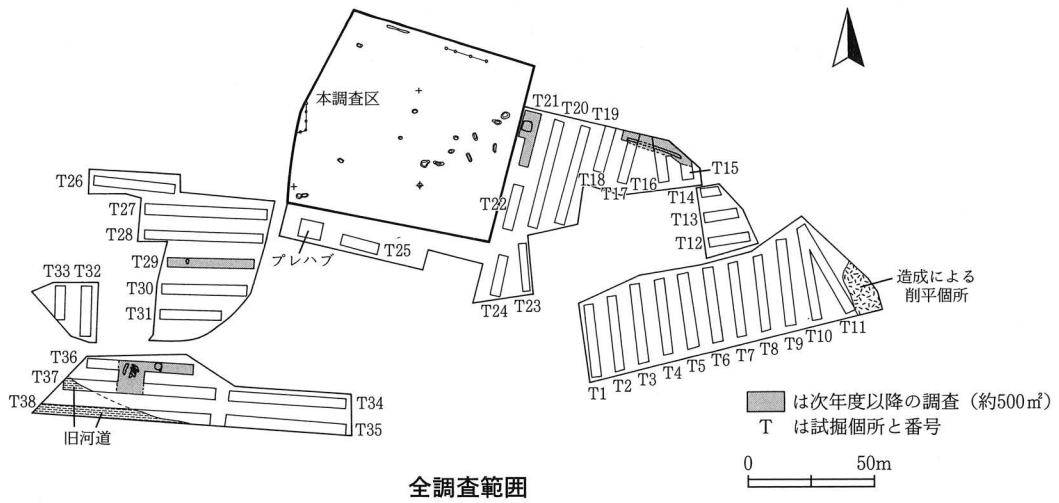 本調査区
T21
T20
T19
T18
T17
T16
T15
T14
T13
T12
T22
プレハブ
T25
T24
T23
T26
T27
T28
T29
T30
T31
T33
T32
造成による
削平個所
T1
T2
T3
T4
T5
T6
T7
T8
T9
T10
T11
T36
T37
T38
T34
T35
旧河道
は次年度以降の調査(約500㎡)
T は試掘個所と番号
0 50m
全調査範囲